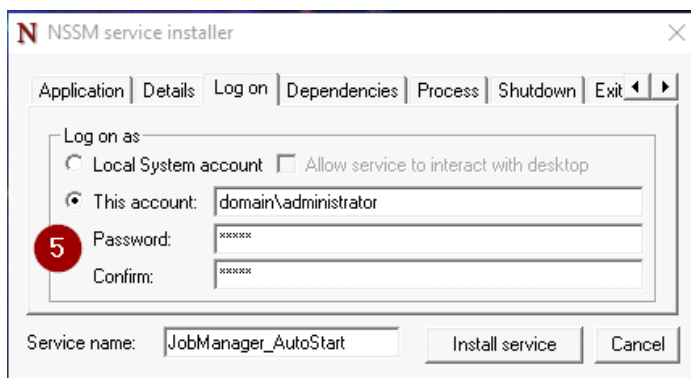 N NSSM service installer
Application Details Log on Dependencies Process Shutdown Exit
Log on as
Local System account Allow service to interact with desktop
This account: domain\administrator
5
Password: *****
Confirm: *****
Service name: JobManager_AutoStart Install service Cancel